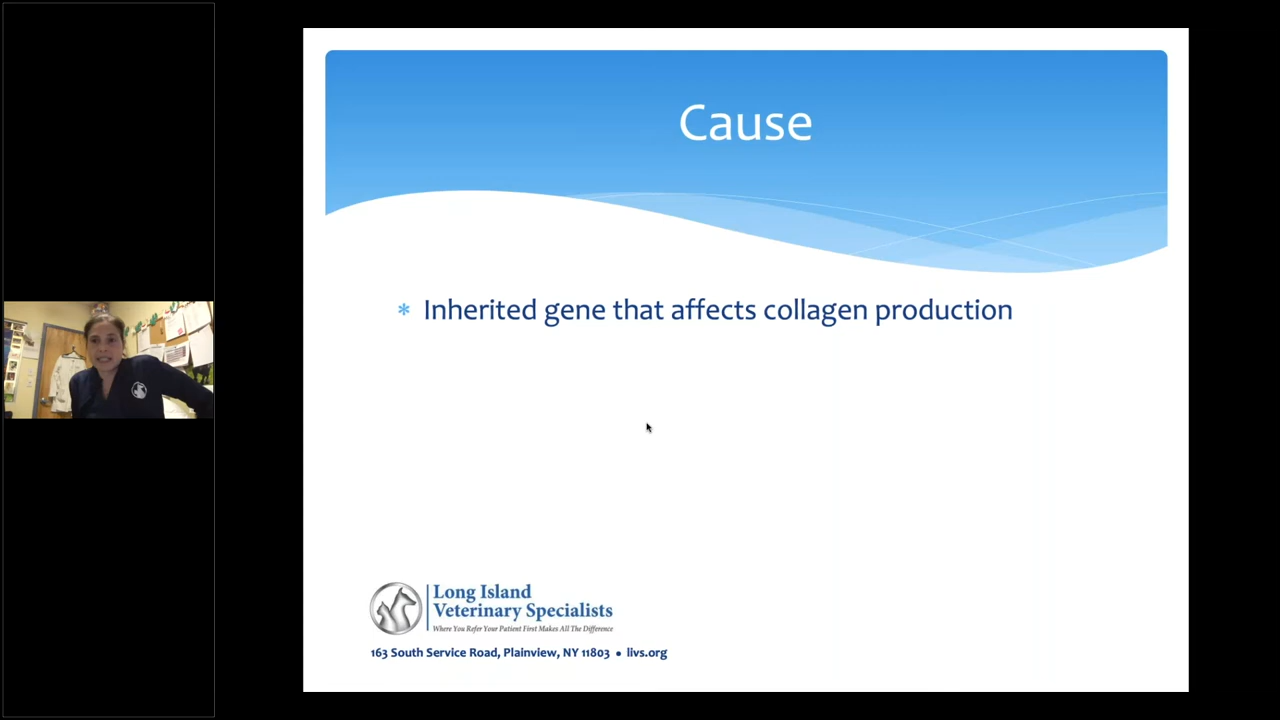 Cause
* Inherited gene that affects collagen production
Long Island
Veterinary Specialists
Where You Refer Your Patient First Makes All The Difference
163 South Service Road, Plainview, NY 11803 • livs.org